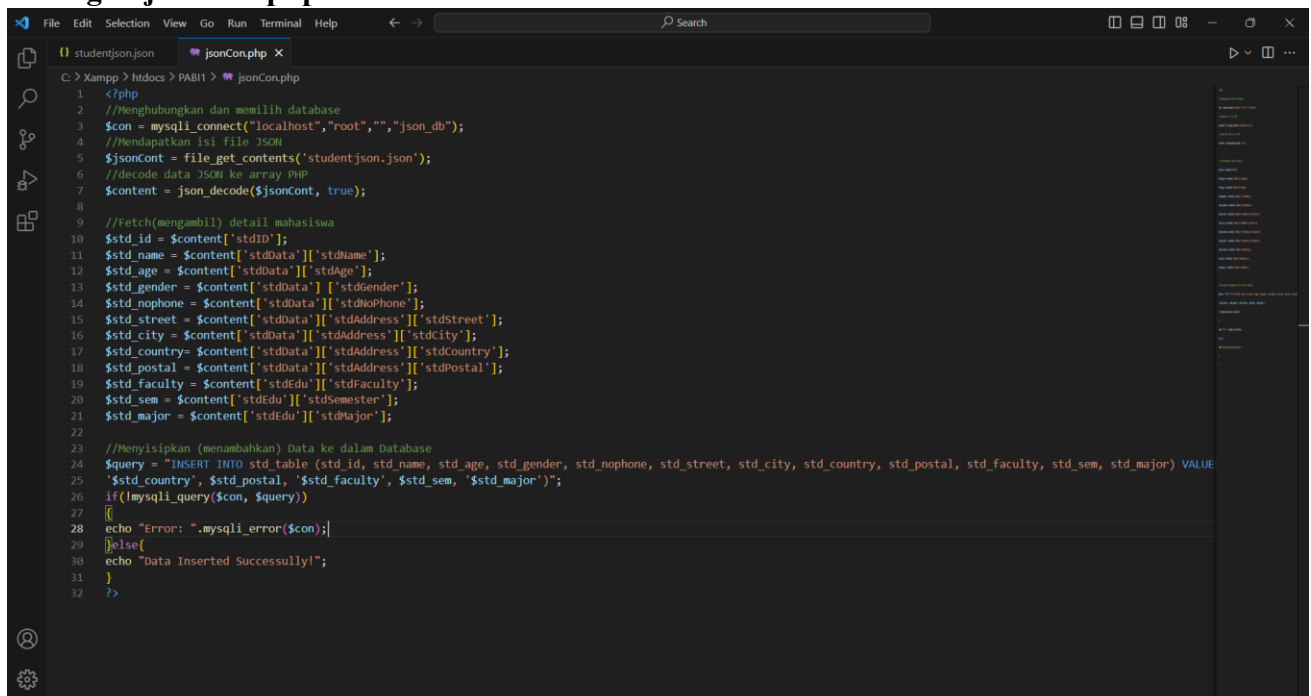 File Edit Selection View Go Run Terminal Help
Search
{} studentjson.json
jsonCon.php
C: > Xampp > htdocs > PABI1 > jsonCon.php
1 <?php
2 //Menghubungkan dan memilih database
3 $con = mysqli_connect("localhost","root","","json_db");
4 //Mendapatkan isi file JSON
5 $jsonCont = file_get_contents('studentjson.json');
6 //decode data JSON ke array PHP
7 $content = json_decode($jsonCont, true);
8
9 //Fetch(mengambil) detail mahasiswa
10 $std_id = $content['stdID'];
11 $std_name = $content['stdData']['stdName'];
12 $std_age = $content['stdData']['stdAge'];
13 $std_gender = $content['stdData'] ['stdGender'];
14 $std_nophone = $content['stdData']['stdNoPhone'];
15 $std_street = $content['stdData']['stdAddress']['stdStreet'];
16 $std_city = $content['stdData']['stdAddress']['stdCity'];
17 $std_country= $content['stdData']['stdAddress']['stdCountry'];
18 $std_postal = $content['stdData']['stdAddress']['stdPostal'];
19 $std_faculty = $content['stdEdu']['stdFaculty'];
20 $std_sem = $content['stdEdu']['stdSemester'];
21 $std_major = $content['stdEdu']['stdMajor'];
22
23 //Menyisipkan (menambahkan) Data ke dalam Database
24 $query = "INSERT INTO std_table (std_id, std_name, std_age, std_gender, std_nophone, std_street, std_city, std_country, std_postal, std_faculty, std_sem, std_major) VALUE
25 '$std_country', $std_postal, '$std_faculty', $std_sem, '$std_major')";
26 if(!mysqli_query($con, $query))
27 {
28 echo "Error: ".mysqli_error($con);
29 }else{
30 echo "Data Inserted Successully!";
31 }
32 ?>